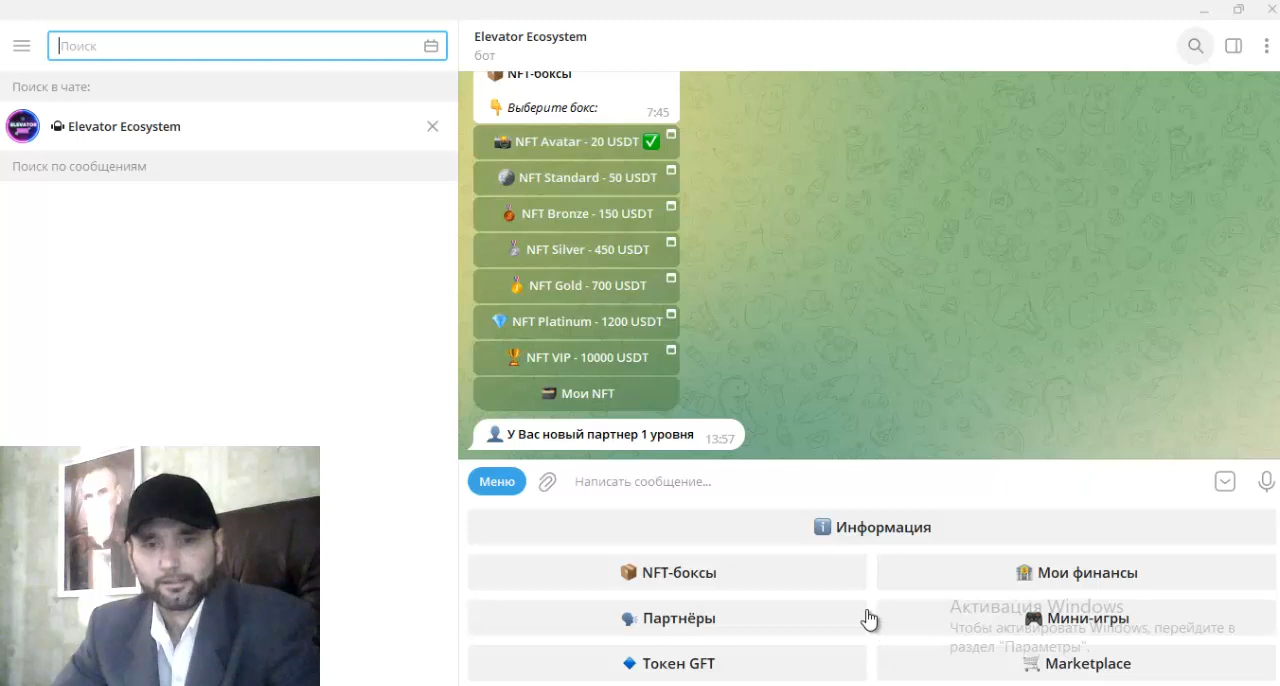 Поиск
Поиск в чате:
ELEVATOR
Elevator Ecosystem
Поиск по сообщениям
Elevator Ecosystem
бот
NFT-боксы
Выберите бокс:
7:45
NFT Avatar - 20 USDT
NFT Standard - 50 USDT
NFT Bronze - 150 USDT
NFT Silver - 450 USDT
NFT Gold - 700 USDT
NFT Platinum - 1200 USDT
NFT VIP - 10000 USDT
Мои NFT
У Вас новый партнер 1 уровня 13:57
Меню
Написать сообщение...
Информация
NFT-боксы
Мои финансы
Партнёры
Мини-игры
Токен GFT
Marketplace
Активация Windows
Чтобы активировать Windows, перейдите в
раздел "Параметры".